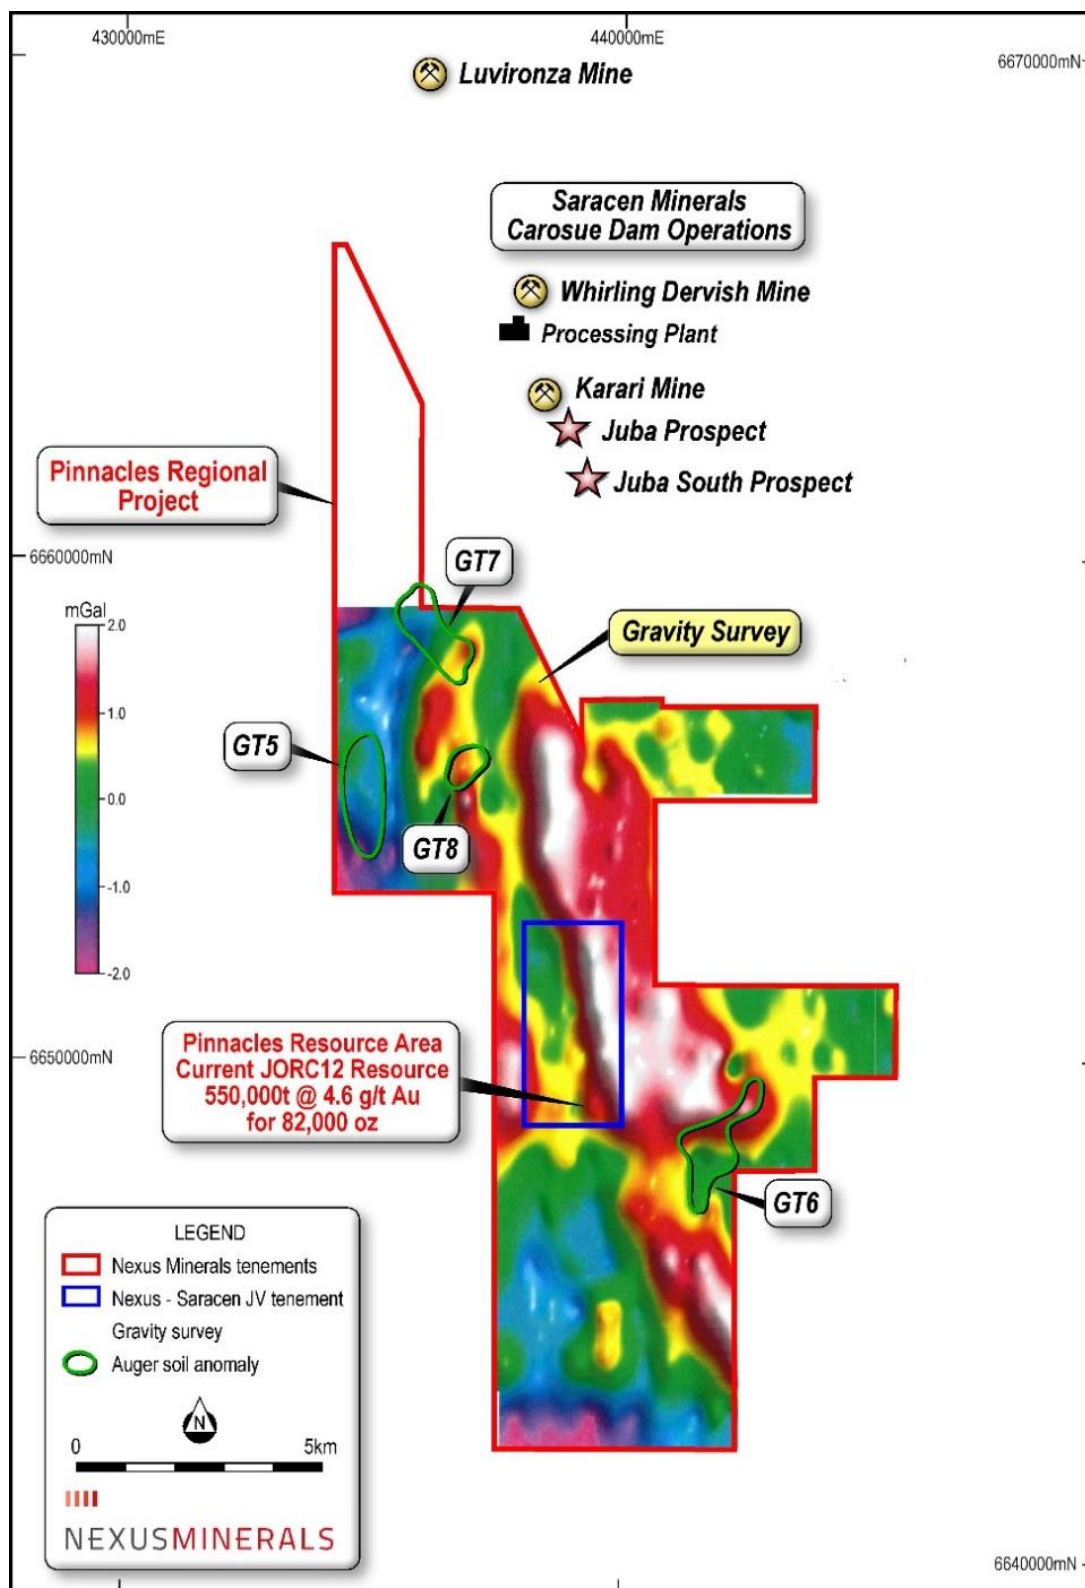 430000mE
440000mE
6670000mN
Luvironza Mine
Saracen Minerals
Carosue Dam Operations
Whirling Dervish Mine
Processing Plant
Karari Mine
Juba Prospect
Juba South Prospect
Pinnacles Regional
Project
6660000mN
GT7
mGal
2.0
1.0
0.0
-1.0
-2.0
Gravity Survey
GT5
GT8
6650000mN
Pinnacles Resource Area
Current JORC12 Resource
550,000t @ 4.6 g/t Au
for 82,000 oz
GT6
LEGEND
Nexus Minerals tenements
Nexus - Saracen JV tenement
Gravity survey
Auger soil anomaly
N
0 5km
NEXUSMINERALS
6640000mN